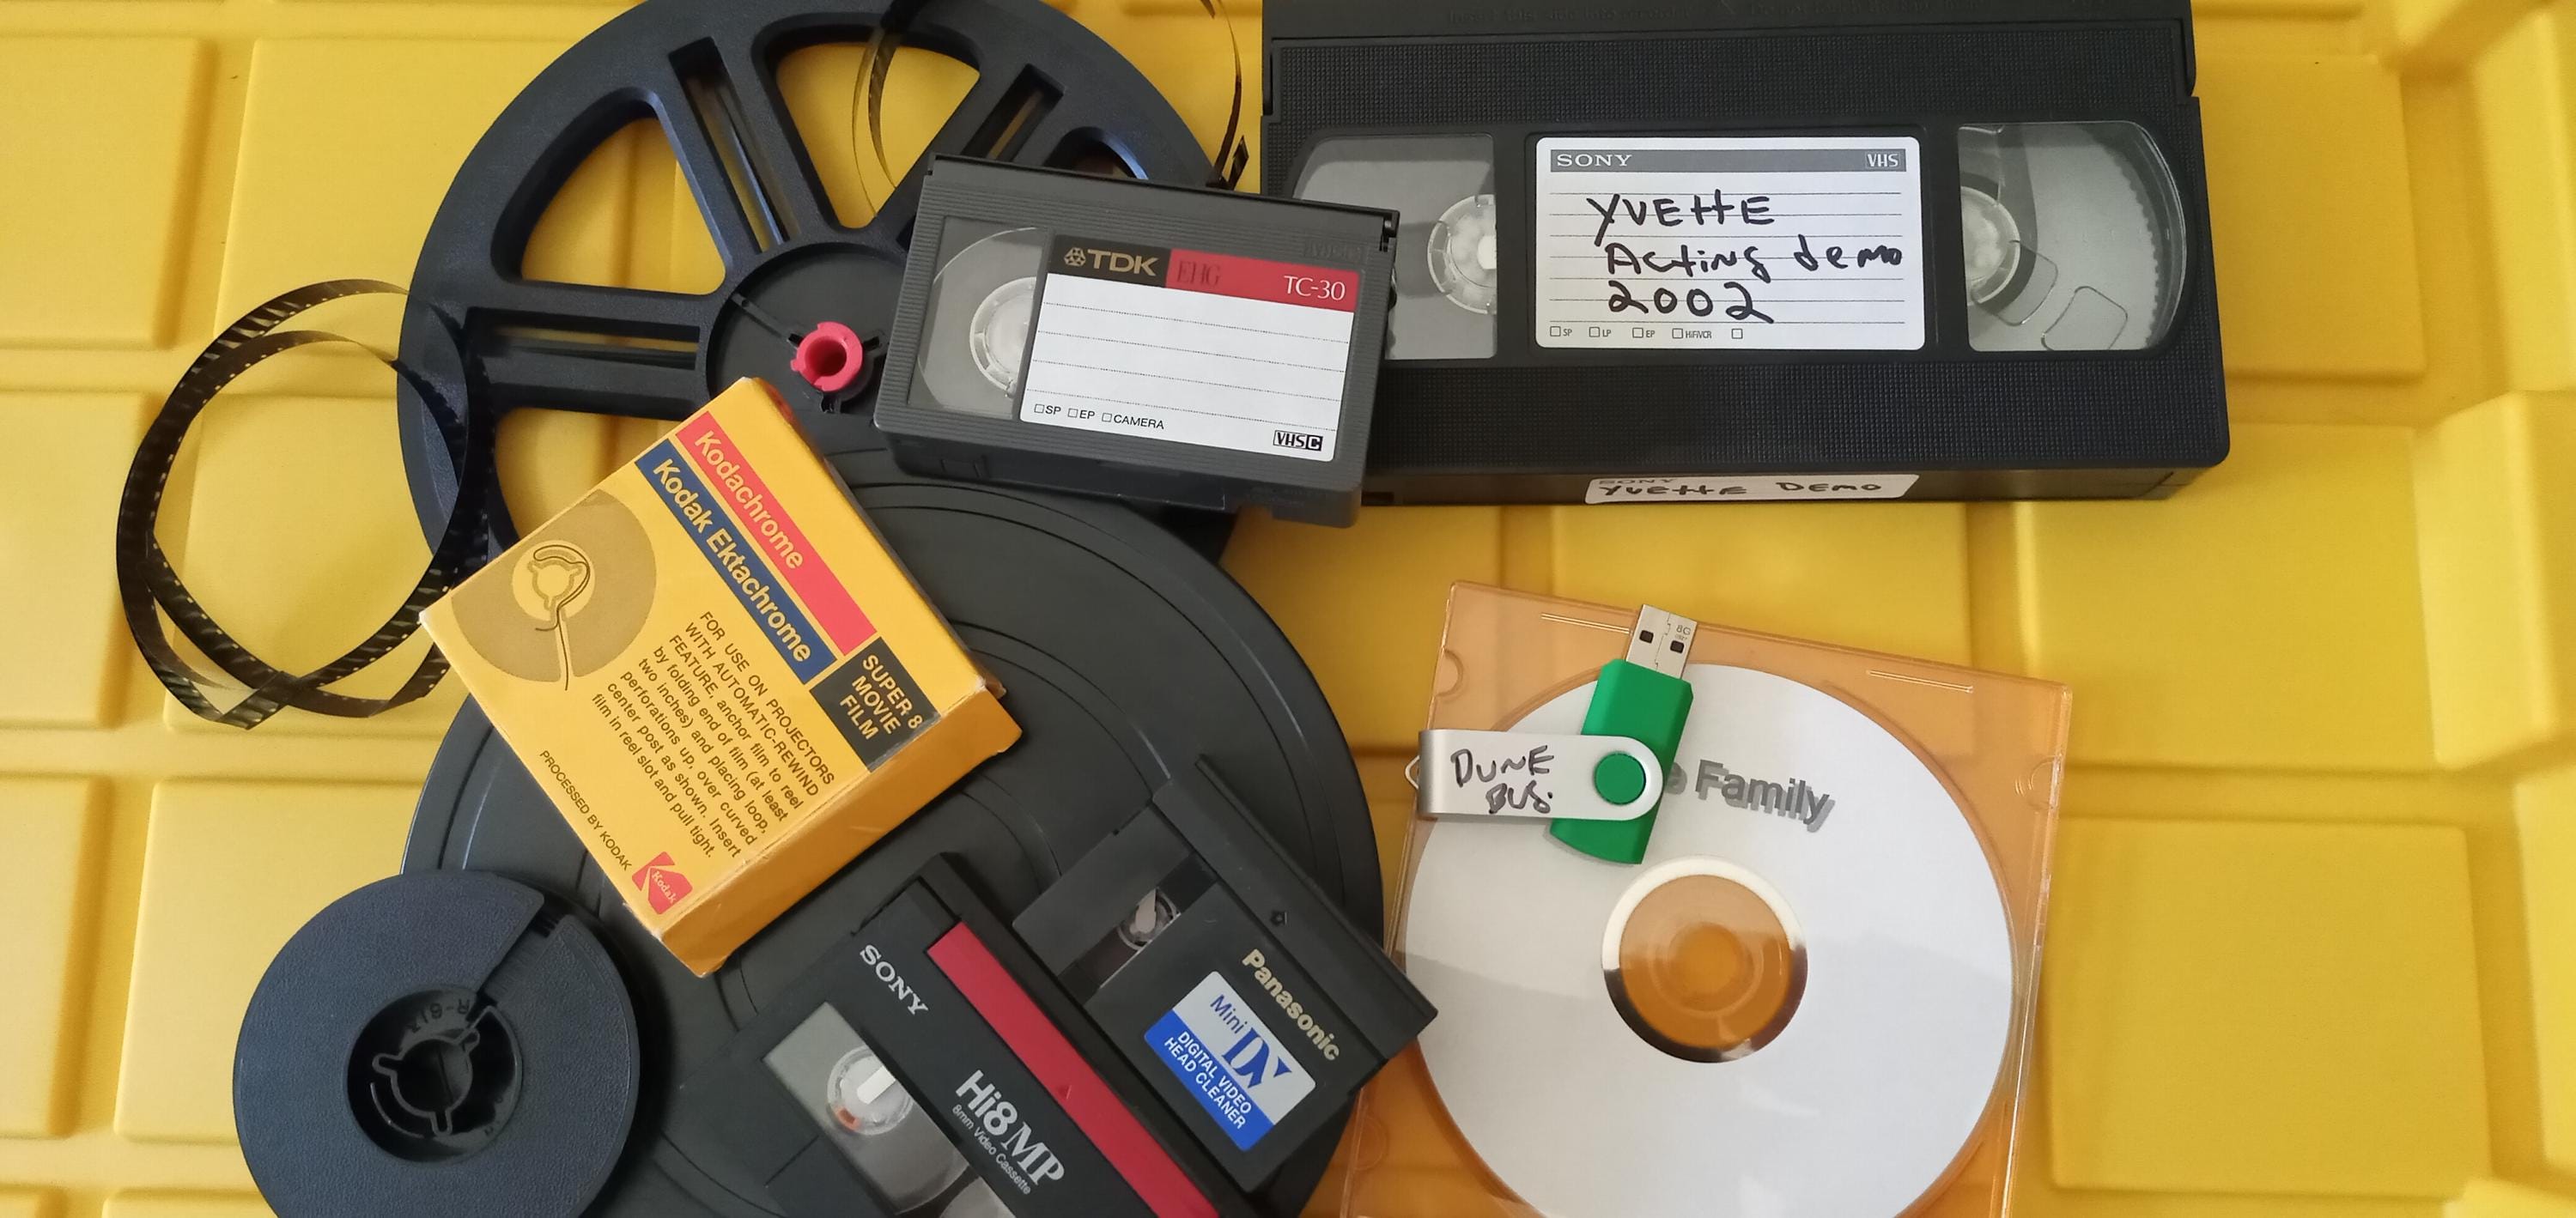 SONY
VHS
YVEttE
Acting demo
2002
SP
LP
EP
HiFiVCR
SONY
YVEttE DEMO
TDK
EHG
TC-30
SP
EP
CAMERA
VHS C
Kodachrome
Kodak Ektachrome
SUPER 8
MOVIE
FILM
FOR USE ON PROJECTORS
WITH AUTOMATIC-REWIND
FEATURE, anchor film to reel
by folding end of film (at least
two inches) and placing loop,
perforations up, over curved
center post as shown. Insert
film in reel slot and pull tight.
PROCESSED BY KODAK
Kodak
8G
DUNE
BUS.
Family
Panasonic
Mini DV
DIGITAL VIDEO
HEAD CLEANER
SONY
Hi8 MP
8mm Video Cassette